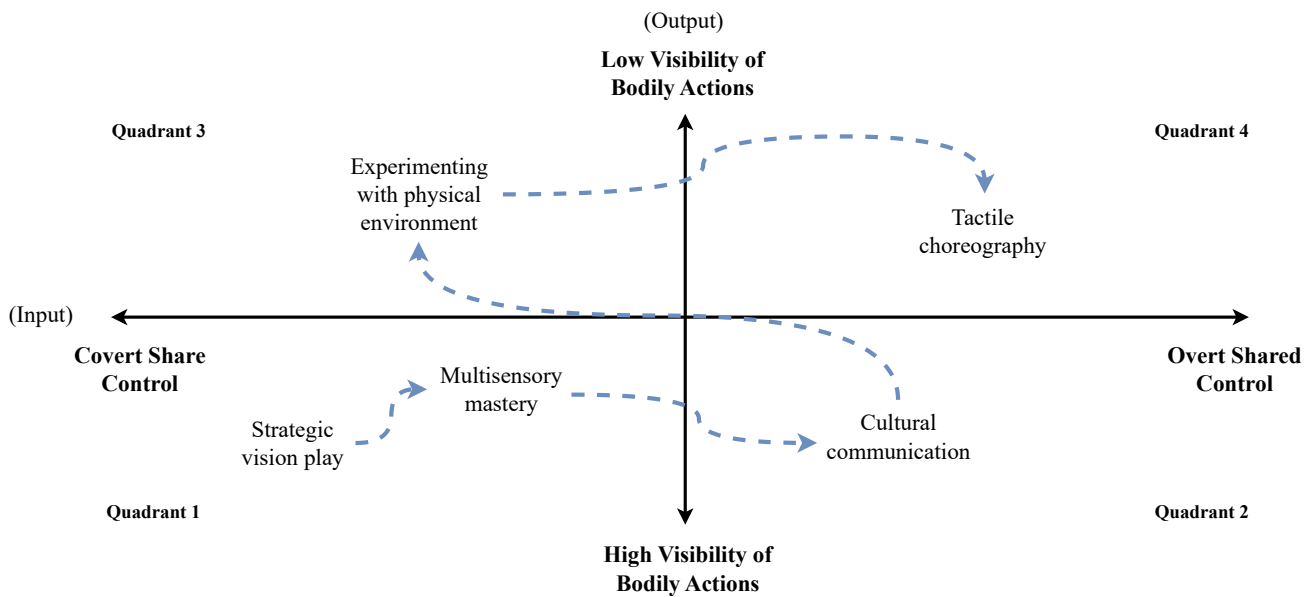 (Output)
Low Visibility of
Bodily Actions
Quadrant 3
Quadrant 4
Experimenting
with physical
environment
Tactile
choreography
(Input)
Covert Share
Control
Overt Shared
Control
Multisensory
mastery
Strategic
vision play
Cultural
communication
Quadrant 1
Quadrant 2
High Visibility of
Bodily Actions